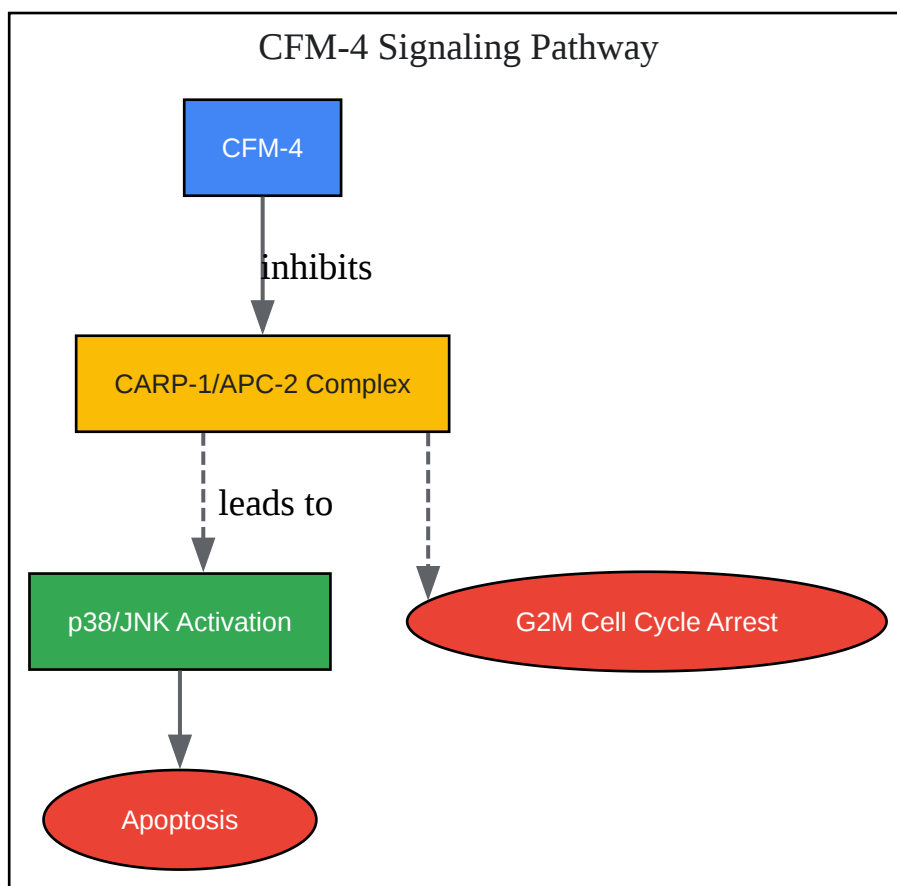 CFM-4 Signaling Pathway
CFM-4
inhibits
CARP-1/APC-2 Complex
leads to
p38/JNK Activation
G2M Cell Cycle Arrest
Apoptosis